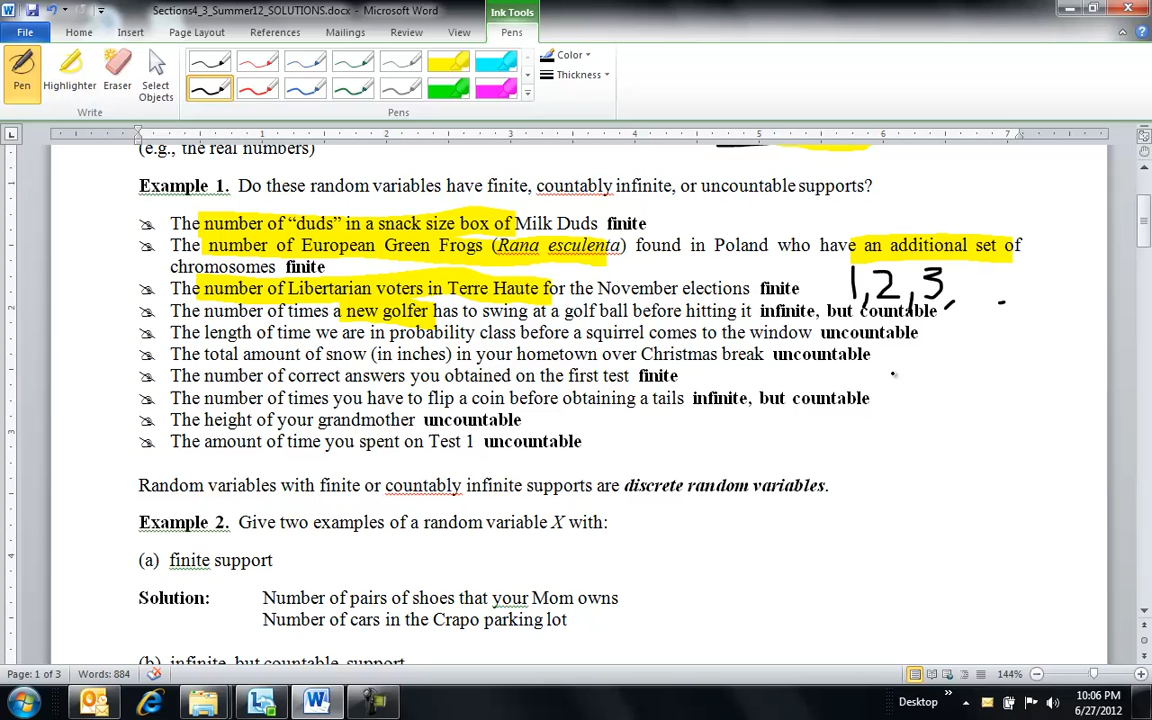 Sections4_3_Summer12_SOLUTIONS.docx - Microsoft Word
Ink Tools
File Home Insert Page Layout References Mailings Review View Pens
Pen Highlighter Eraser Select Objects
Color
Thickness
Write Pens
1 2 3 4 5 6 7
(e.g., the real numbers)
Example 1. Do these random variables have finite, countably infinite, or uncountable supports?
The number of “duds” in a snack size box of Milk Duds finite
The number of European Green Frogs (Rana esculenta) found in Poland who have an additional set of
chromosomes finite
1, 2, 3, .
The number of Libertarian voters in Terre Haute for the November elections finite
The number of times a new golfer has to swing at a golf ball before hitting it infinite, but countable
The length of time we are in probability class before a squirrel comes to the window uncountable
The total amount of snow (in inches) in your hometown over Christmas break uncountable
The number of correct answers you obtained on the first test finite
The number of times you have to flip a coin before obtaining a tails infinite, but countable
The height of your grandmother uncountable
The amount of time you spent on Test 1 uncountable
Random variables with finite or countably infinite supports are discrete random variables.
Example 2. Give two examples of a random variable X with:
(a) finite support
Solution: Number of pairs of shoes that your Mom owns
Number of cars in the Crapo parking lot
(b) infinite, but countable support
Page: 1 of 3 Words: 884 144%
Desktop 10:06 PM
6/27/2012